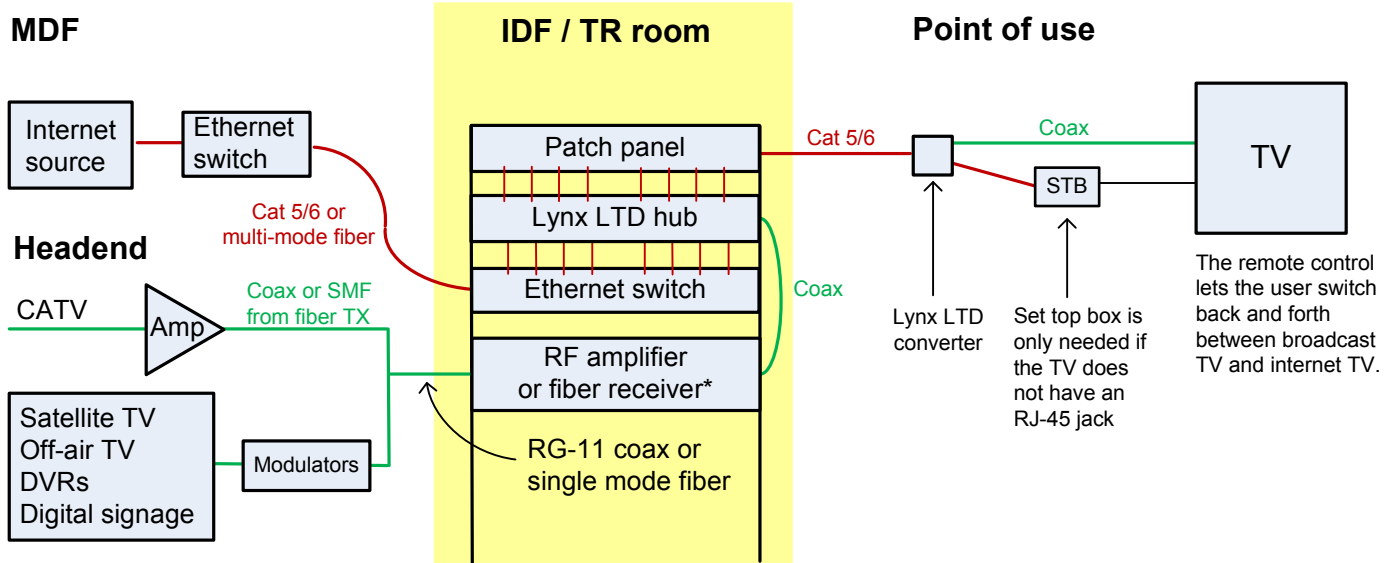 MDF
IDF / TR room
Point of use
Internet
source
Ethernet
switch
Cat 5/6 or
multi-mode fiber
Headend
CATV
Amp
Coax or SMF
from fiber TX
Satellite TV
Off-air TV
DVRs
Digital signage
Modulators
Patch panel
Lynx LTD hub
Ethernet switch
RF amplifier
or fiber receiver*
RG-11 coax or
single mode fiber
Coax
Cat 5/6
Coax
STB
TV
Lynx LTD
converter
Set top box is
only needed if
the TV does
not have an
RJ-45 jack
The remote control
lets the user switch
back and forth
between broadcast
TV and internet TV.